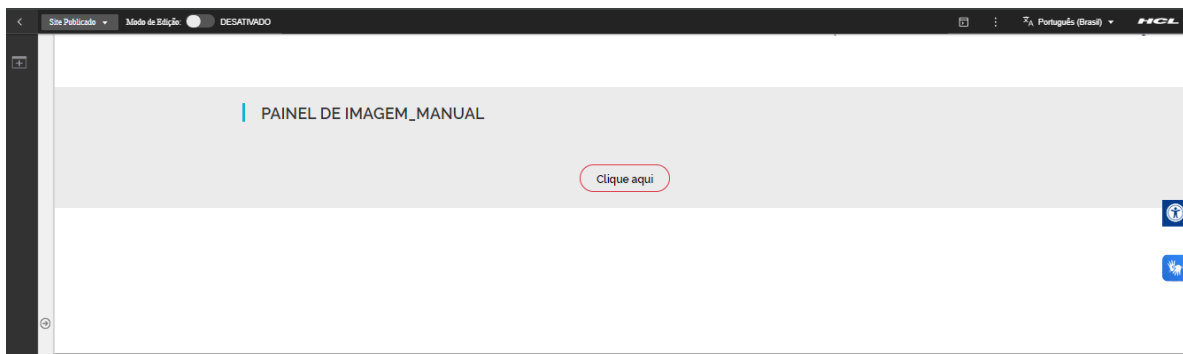 Site Publicado Modo de Edição: DESATIVADO Português (Brasil) HCL
PAINEL DE IMAGEM_MANUAL
Clique aqui